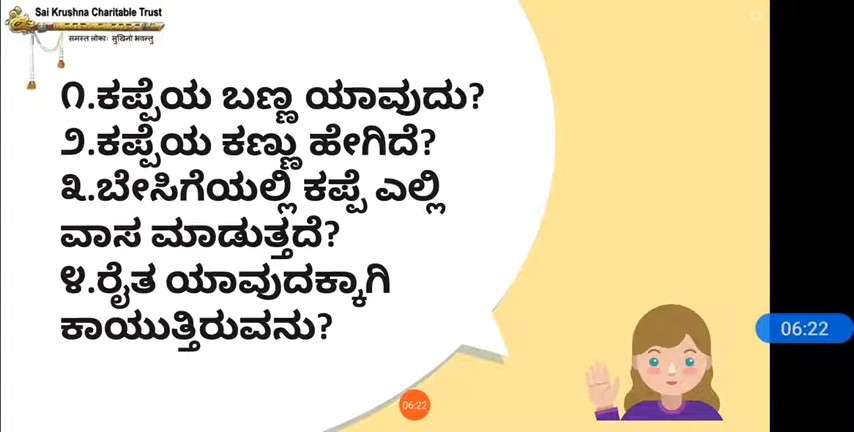 Sai Krushna Charitable Trust
समस्त लोकाः सुखिनो भवन्तु
17
೧.ಕಪ್ಪೆಯ ಬಣ್ಣ ಯಾವುದು?
೨.ಕಪ್ಪೆಯ ಕಣ್ಣು ಹೇಗಿದೆ?
೩.ಬೇಸಿಗೆಯಲ್ಲಿ ಕಪ್ಪೆ ಎಲ್ಲಿ
ವಾಸ ಮಾಡುತ್ತದೆ?
೪.ರೈತ ಯಾವುದಕ್ಕಾಗಿ
ಕಾಯುತ್ತಿರುವನು?
06:22
06:22